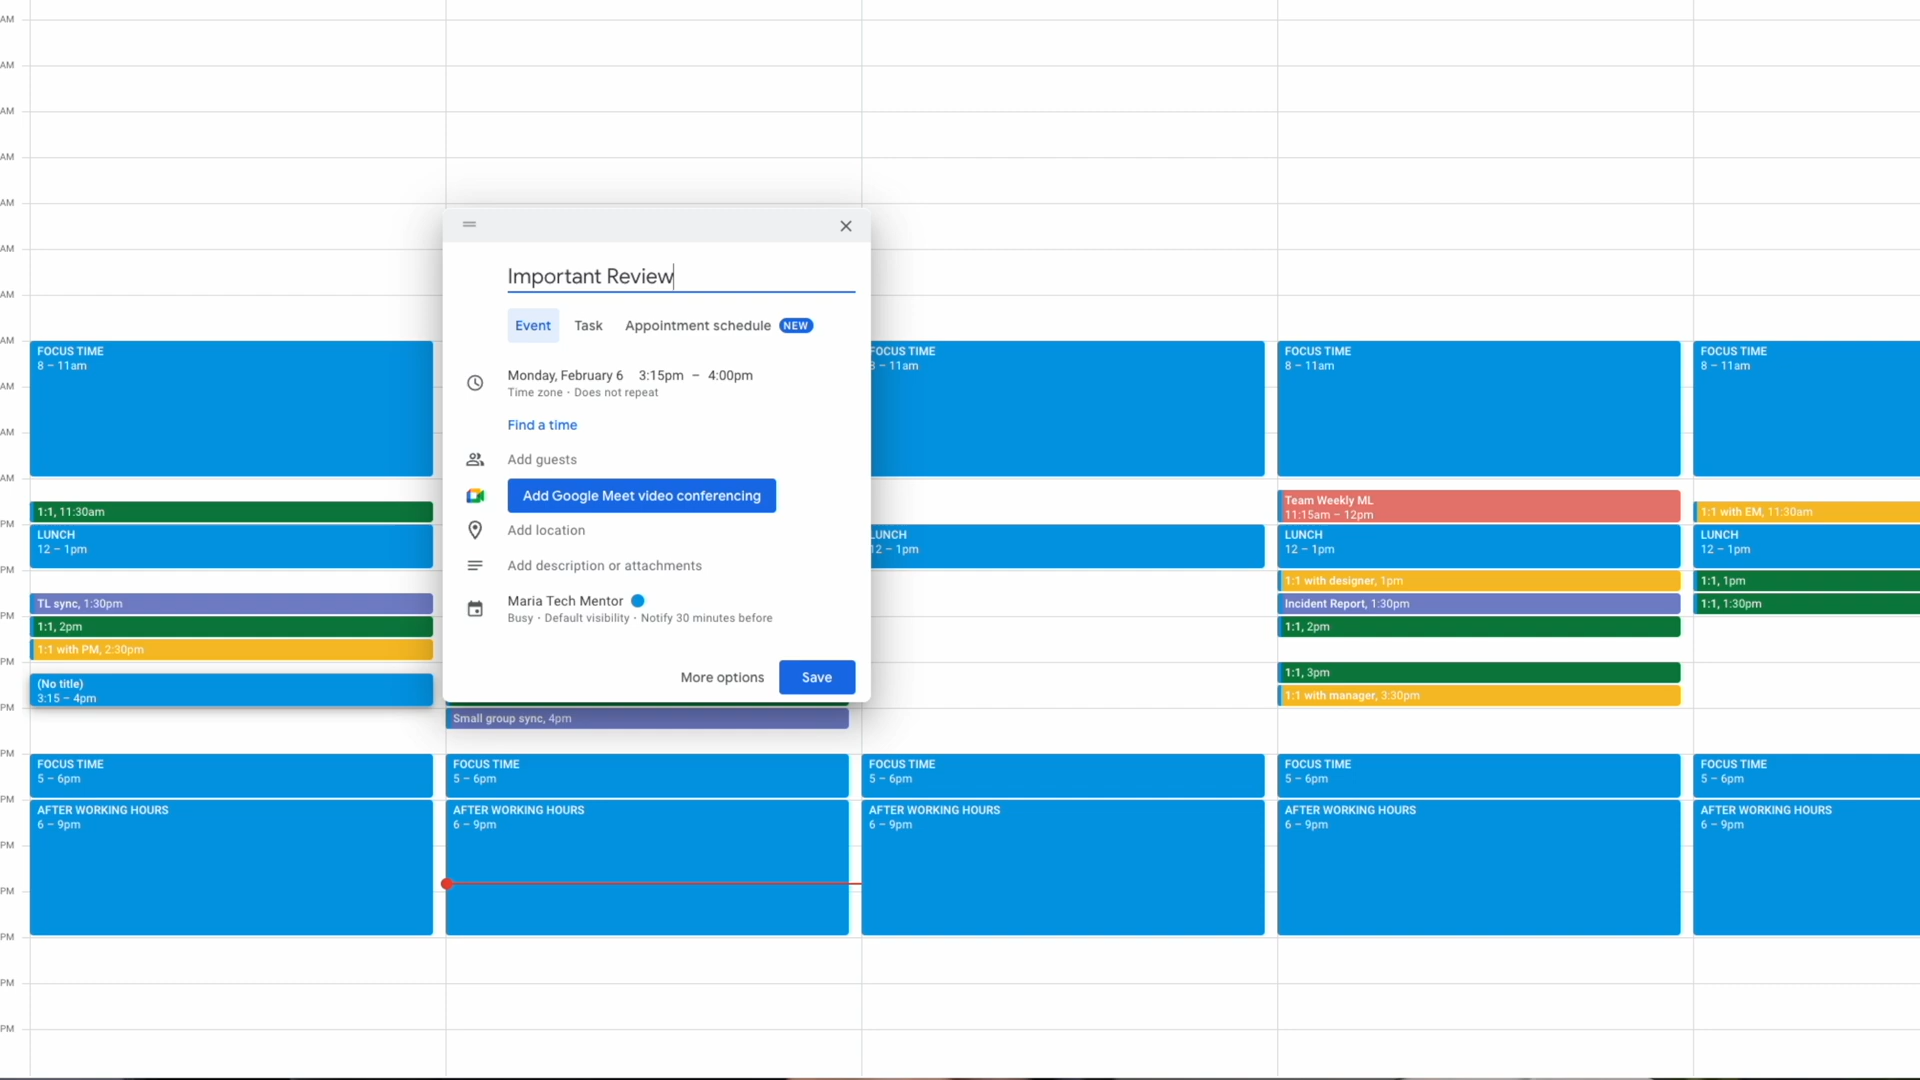 AM
AM
AM
AM
AM
AM
AM
AM
AM
AM
AM
PM
PM
PM
PM
PM
PM
PM
PM
PM
PM
PM
PM
FOCUS TIME
8 – 11am
1:1, 11:30am
LUNCH
12 – 1pm
TL sync, 1:30pm
1:1, 2pm
1:1 with PM, 2:30pm
(No title)
3:15 – 4pm
FOCUS TIME
5 – 6pm
AFTER WORKING HOURS
6 – 9pm
Important Review
Event Task Appointment schedule NEW
Monday, February 6 3:15pm – 4:00pm
Time zone · Does not repeat
Find a time
Add guests
Add Google Meet video conferencing
Add location
Add description or attachments
Maria Tech Mentor
Busy · Default visibility · Notify 30 minutes before
More options Save
Small group sync, 4pm
FOCUS TIME
5 – 6pm
AFTER WORKING HOURS
6 – 9pm
FOCUS TIME
8 – 11am
LUNCH
12 – 1pm
FOCUS TIME
5 – 6pm
AFTER WORKING HOURS
6 – 9pm
FOCUS TIME
8 – 11am
Team Weekly ML
11:15am – 12pm
LUNCH
12 – 1pm
1:1 with designer, 1pm
Incident Report, 1:30pm
1:1, 2pm
1:1, 3pm
1:1 with manager, 3:30pm
FOCUS TIME
5 – 6pm
AFTER WORKING HOURS
6 – 9pm
FOCUS TIME
8 – 11am
1:1 with EM, 11:30am
LUNCH
12 – 1pm
1:1, 1pm
1:1, 1:30pm
FOCUS TIME
5 – 6pm
AFTER WORKING HOURS
6 – 9pm